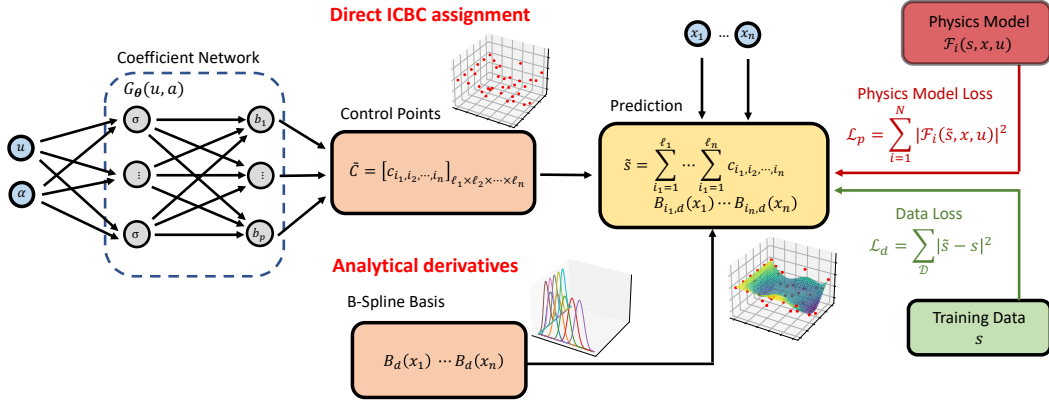 Direct ICBC assignment
x₁ ... xₙ
Physics Model
ℱᵢ(s, x, u)
Coefficient Network
G_θ(u, a)
σ
⋮
σ
b₁
⋮
bₚ
u
α
Control Points
C̃ = [c_{i₁,i₂,⋯,iₙ}]_{ℓ₁×ℓ₂×⋯×ℓₙ}
Prediction
s̃ = ∑_{i₁=1}^{ℓ₁} ⋯ ∑_{i₁=1}^{ℓₙ} c_{i₁,i₂,⋯,iₙ}
B_{i₁,d}(x₁) ⋯ B_{iₙ,d}(xₙ)
Physics Model Loss
ℒₚ = ∑_{i=1}^{N} |ℱᵢ(s̃, x, u)|²
Data Loss
ℒ_d = ∑_𝒟 |s̃ − s|²
Analytical derivatives
B-Spline Basis
B_d(x₁) ⋯ B_d(xₙ)
Training Data
s